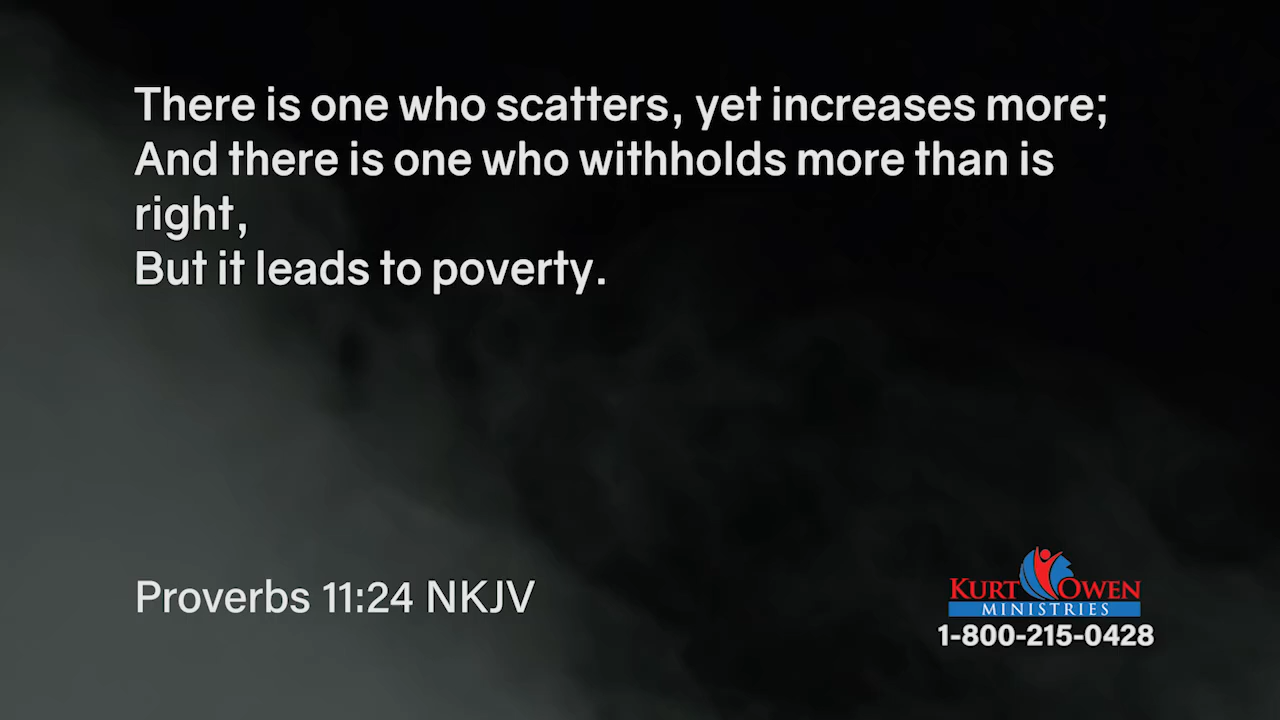 There is one who scatters, yet increases more;
And there is one who withholds more than is
right,
But it leads to poverty.
Proverbs 11:24 NKJV
KURT OWEN
MINISTRIES
1-800-215-0428